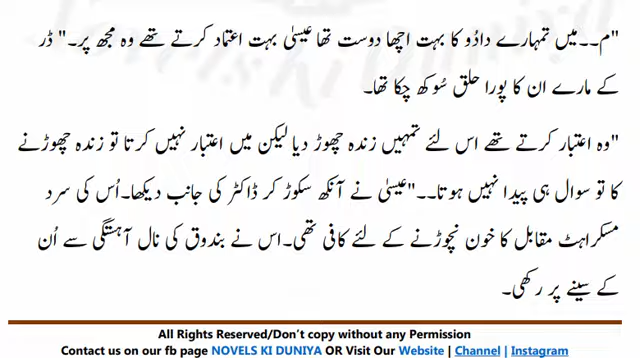 "م۔۔میں تمہارے دادُو کا بہت اچھا دوست تھا عیسیٰ بہت اعتماد کرتے تھے وہ مجھ پر۔" ڈر
کے مارے ان کا پورا حلق سُوکھ چکا تھا۔
"وہ اعتبار کرتے تھے اس لئے تمہیں زندہ چھوڑ دیا لیکن میں اعتبار نہیں کرتا تو زندہ چھوڑنے
کا تو سوال ہی پیدا نہیں ہوتا۔۔"عیسیٰ نے آنکھ سکوڑ کر ڈاکٹر کی جانب دیکھا۔اُس کی سرد
مسکراہٹ مقابل کا خون نچوڑنے کے لئے کافی تھی۔اس نے بندوق کی نال آہستگی سے اُن
کے سینے پر رکھی۔
All Rights Reserved/Don't copy without any Permission
Contact us on our fb page NOVELS KI DUNIYA OR Visit Our Website | Channel | Instagram